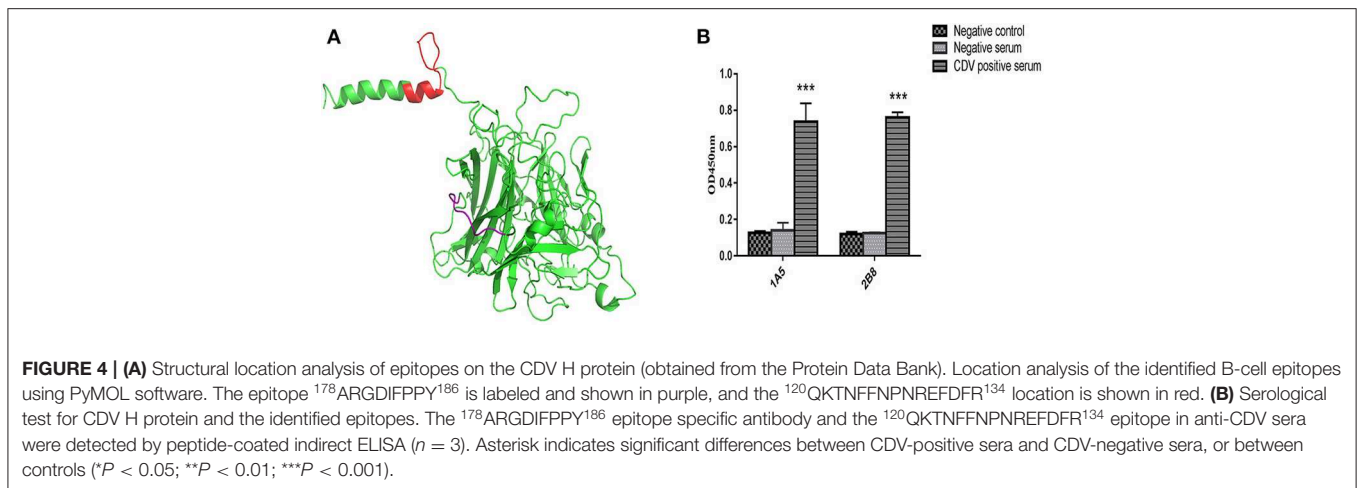 A
B
Negative control
Negative serum
CDV positive serum
1.0
0.8
0.6
0.4
0.2
0.0
OD450nm
***
***
1A5
2B8
FIGURE 4 | (A) Structural location analysis of epitopes on the CDV H protein (obtained from the Protein Data Bank). Location analysis of the identified B-cell epitopes
using PyMOL software. The epitope ¹⁷⁸ARGDIFPPY¹⁸⁶ is labeled and shown in purple, and the ¹²⁰QKTNFFNPNREFDFR¹³⁴ location is shown in red. (B) Serological
test for CDV H protein and the identified epitopes. The ¹⁷⁸ARGDIFPPY¹⁸⁶ epitope specific antibody and the ¹²⁰QKTNFFNPNREFDFR¹³⁴ epitope in anti-CDV sera
were detected by peptide-coated indirect ELISA (n = 3). Asterisk indicates significant differences between CDV-positive sera and CDV-negative sera, or between
controls (*P < 0.05; **P < 0.01; ***P < 0.001).